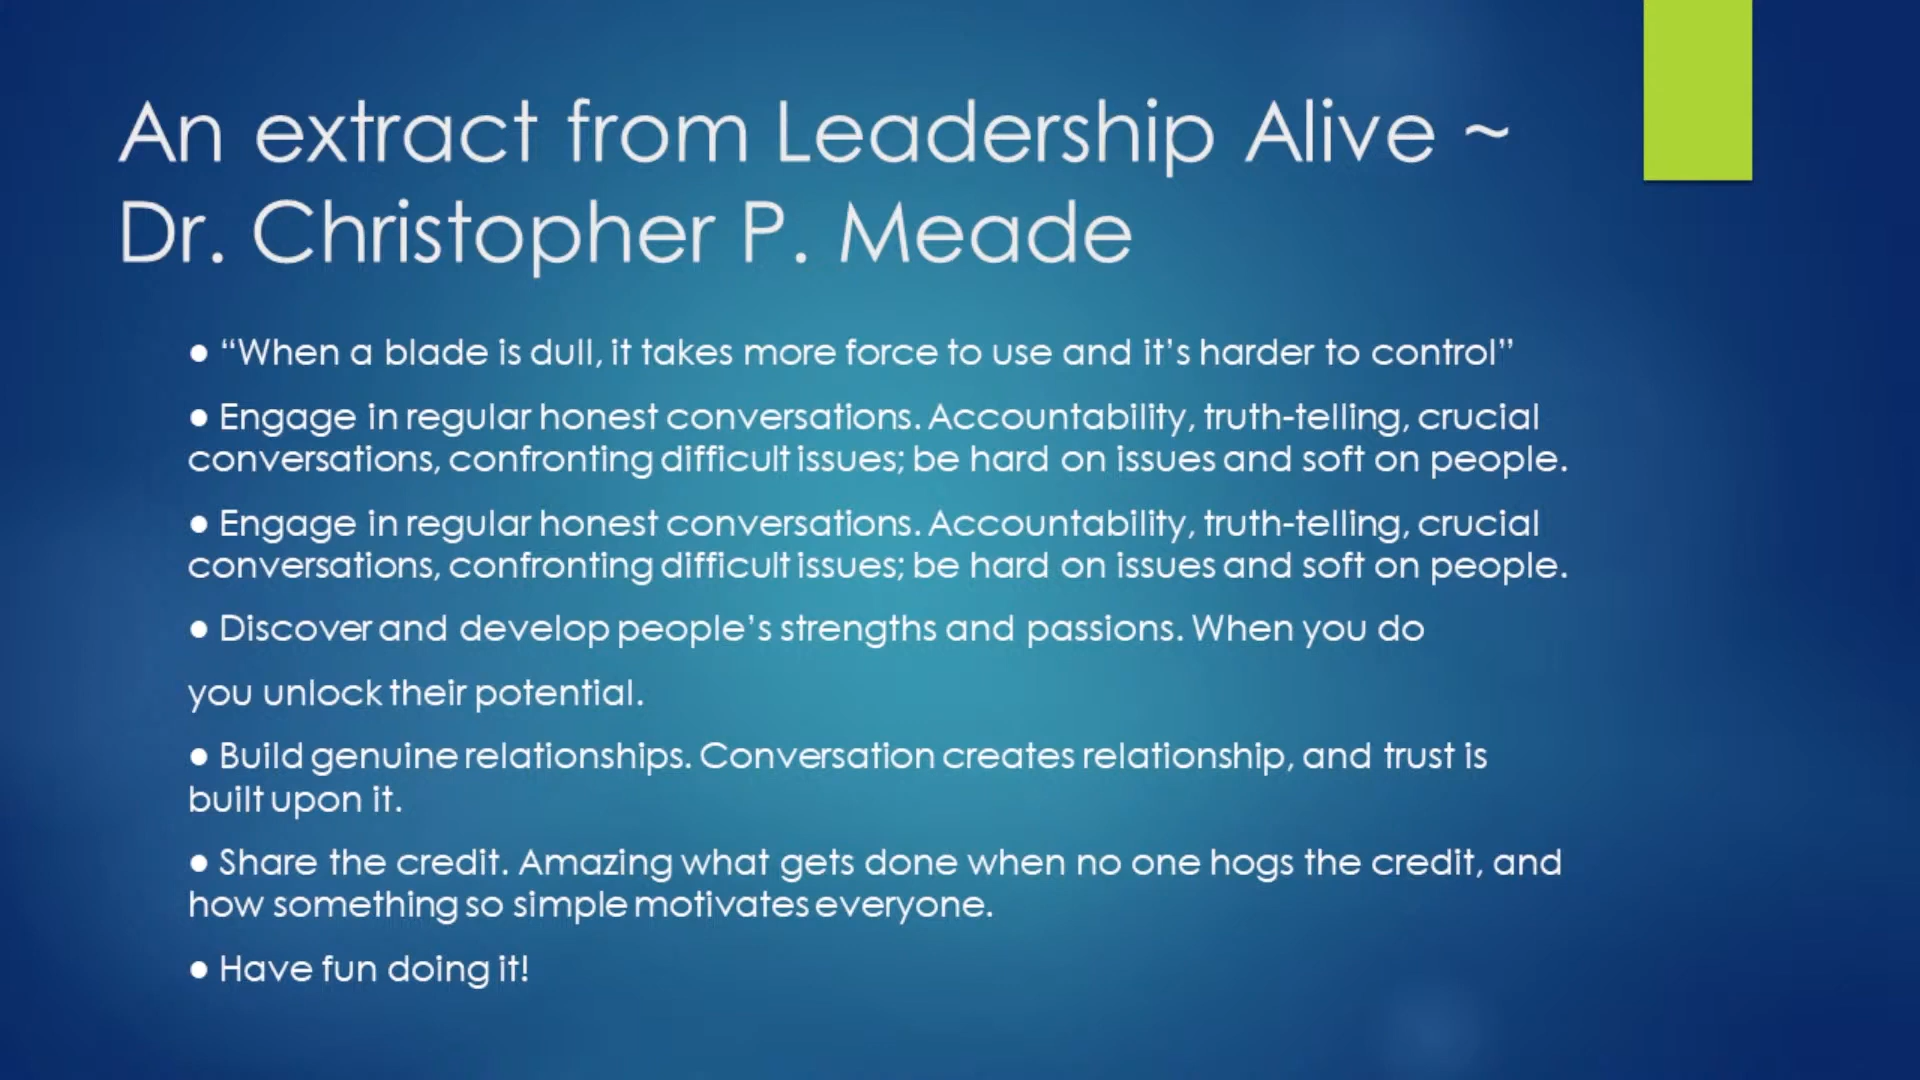 An extract from Leadership Alive ~
Dr. Christopher P. Meade
● “When a blade is dull, it takes more force to use and it’s harder to control”
● Engage in regular honest conversations. Accountability, truth-telling, crucial
conversations, confronting difficult issues; be hard on issues and soft on people.
● Engage in regular honest conversations. Accountability, truth-telling, crucial
conversations, confronting difficult issues; be hard on issues and soft on people.
● Discover and develop people’s strengths and passions. When you do
you unlock their potential.
● Build genuine relationships. Conversation creates relationship, and trust is
built upon it.
● Share the credit. Amazing what gets done when no one hogs the credit, and
how something so simple motivates everyone.
● Have fun doing it!